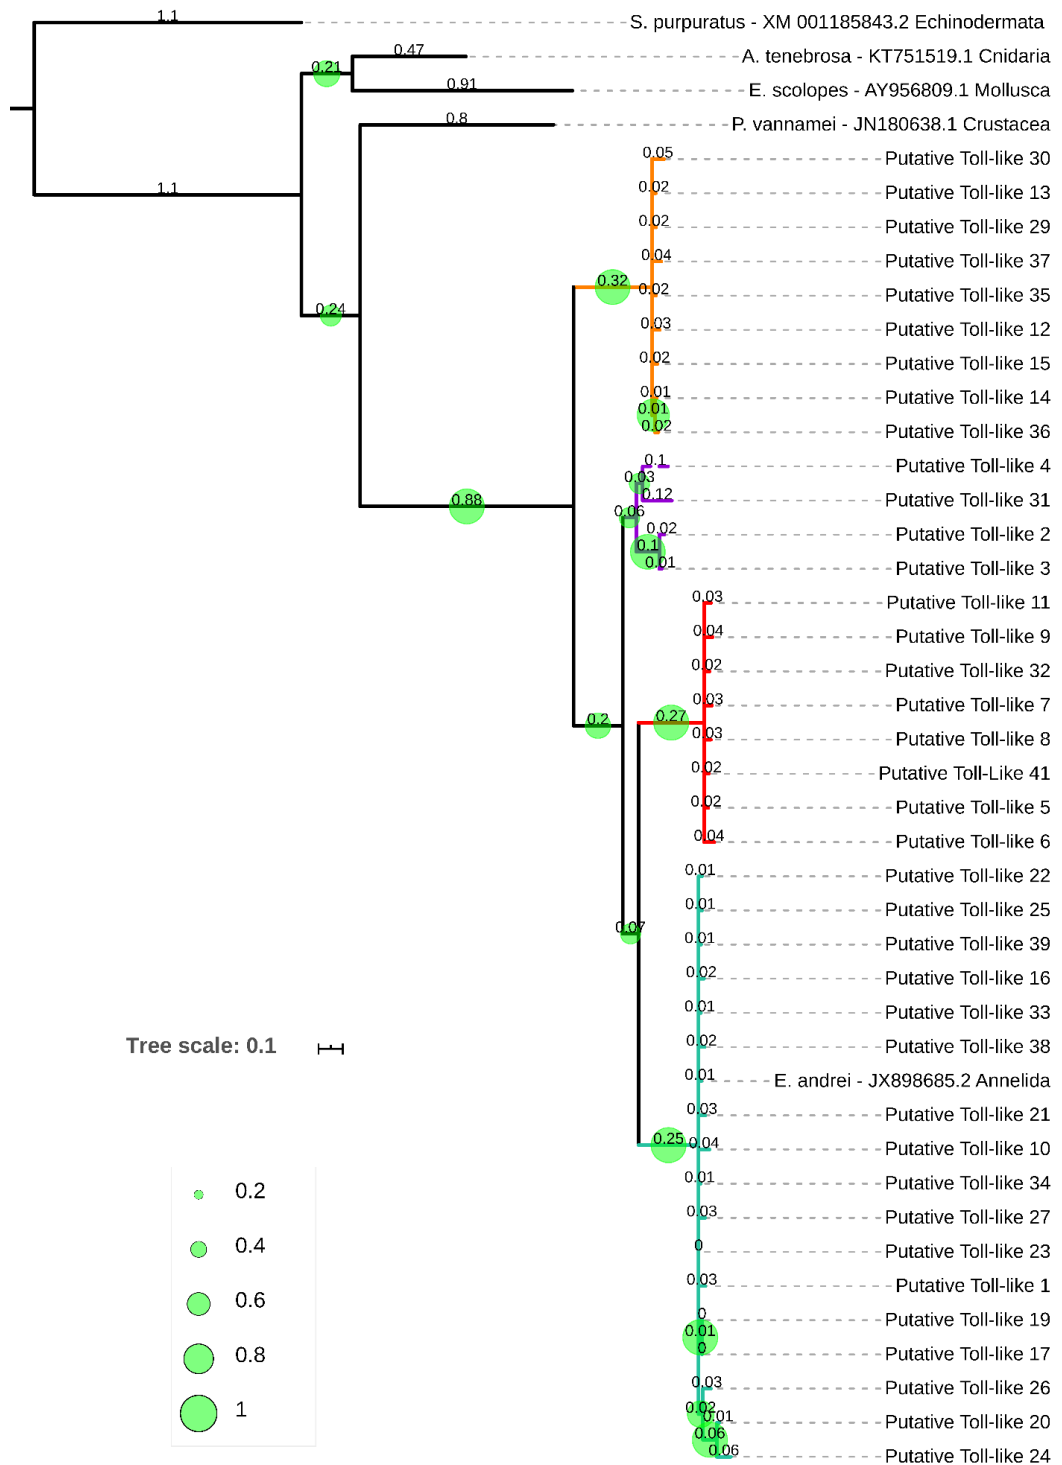 1.1
S. purpuratus - XM 001185843.2 Echinodermata
0.47
A. tenebrosa - KT751519.1 Cnidaria
0.21
0.91
E. scolopes - AY956809.1 Mollusca
0.8
P. vannamei - JN180638.1 Crustacea
0.05
Putative Toll-like 30
1.1
0.02
Putative Toll-like 13
0.02
Putative Toll-like 29
0.04
Putative Toll-like 37
0.32
0.02
Putative Toll-like 35
0.24
0.03
Putative Toll-like 12
0.02
Putative Toll-like 15
0.01
Putative Toll-like 14
0.01
0.02
Putative Toll-like 36
0.1
Putative Toll-like 4
0.03
0.12
Putative Toll-like 31
0.88
0.06
0.02
Putative Toll-like 2
0.1
0.01
Putative Toll-like 3
0.03
Putative Toll-like 11
0.04
Putative Toll-like 9
0.02
Putative Toll-like 32
0.03
Putative Toll-like 7
0.2
0.27
0.03
Putative Toll-like 8
0.02
Putative Toll-Like 41
0.02
Putative Toll-like 5
0.04
Putative Toll-like 6
0.01
Putative Toll-like 22
0.01
Putative Toll-like 25
0.07
0.01
Putative Toll-like 39
0.02
Putative Toll-like 16
0.01
Putative Toll-like 33
Tree scale: 0.1
0.02
Putative Toll-like 38
0.01
E. andrei - JX898685.2 Annelida
0.03
Putative Toll-like 21
0.25
0.04
Putative Toll-like 10
0.01
Putative Toll-like 34
0.03
Putative Toll-like 27
0
Putative Toll-like 23
0.03
Putative Toll-like 1
0
Putative Toll-like 19
0.01
0
Putative Toll-like 17
0.03
Putative Toll-like 26
0.02
0.01
Putative Toll-like 20
0.06
0.06
Putative Toll-like 24
0.2
0.4
0.6
0.8
1